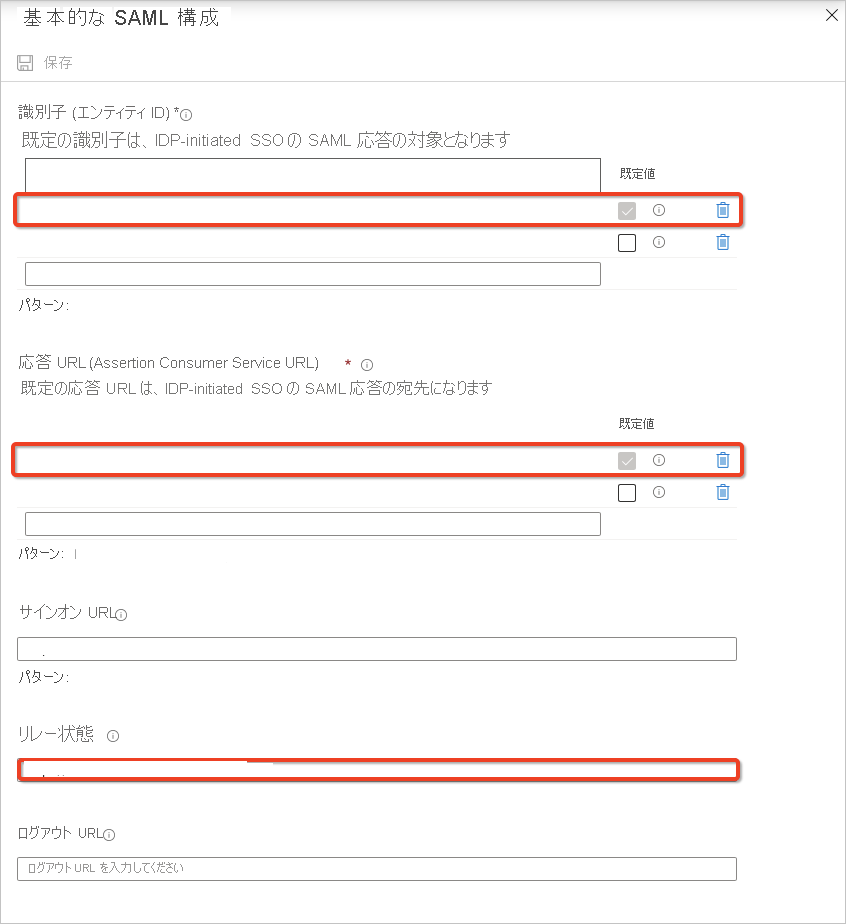 基本的な SAML 構成
保存
識別子 (エンティティ ID) *
既定の識別子は、IDP-initiated SSO の SAML 応答の対象となります
既定値
パターン:
応答 URL (Assertion Consumer Service URL) *
既定の応答 URL は、IDP-initiated SSO の SAML 応答の宛先になります
既定値
パターン:
サインオン URL
パターン:
リレー状態
ログアウト URL
ログアウト URL を入力してください